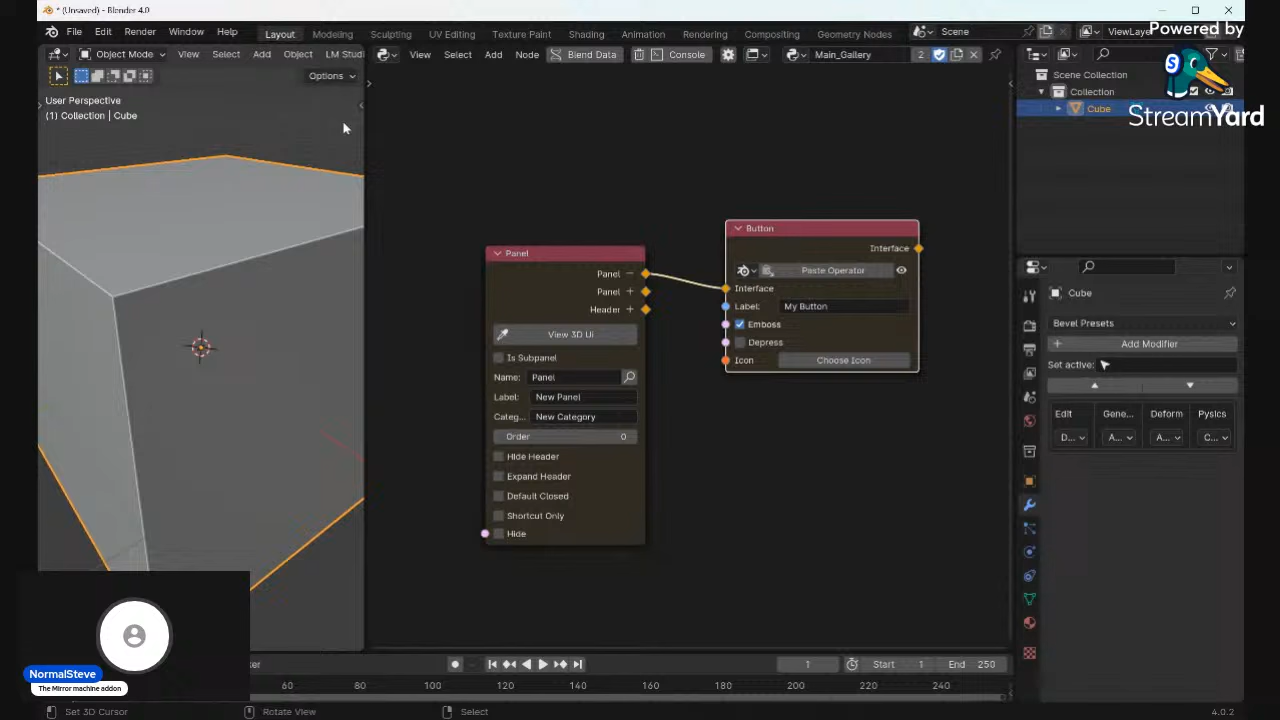 * (Unsaved) - Blender 4.0
File Edit Render Window Help Layout Modeling Sculpting UV Editing Texture Paint Shading Animation Rendering Compositing Geometry Nodes Scene ViewLayer
Powered by
StreamYard
Object Mode View Select Add Object LM Stud View Select Add Node Blend Data Console Main_Gallery 2
Options
User Perspective
(1) Collection | Cube
Scene Collection
Collection
Cube
Panel
Panel
Panel
Header
View 3D Ui
Is Subpanel
Name: Panel
Label: New Panel
Categ... New Category
Order 0
Hide Header
Expand Header
Default Closed
Shortcut Only
Hide
Button
Interface
Paste Operator
Interface
Label: My Button
Emboss
Depress
Icon Choose Icon
Cube
Bevel Presets
Add Modifier
Set active:
Edit Gene... Deform Pysics
D... A... A... C...
NormalSteve
The Mirror machine addon
ker
1 Start 1 End 250
60 80 100 120 140 160 180 200 220 240
Set 3D Cursor Rotate View Select 4.0.2